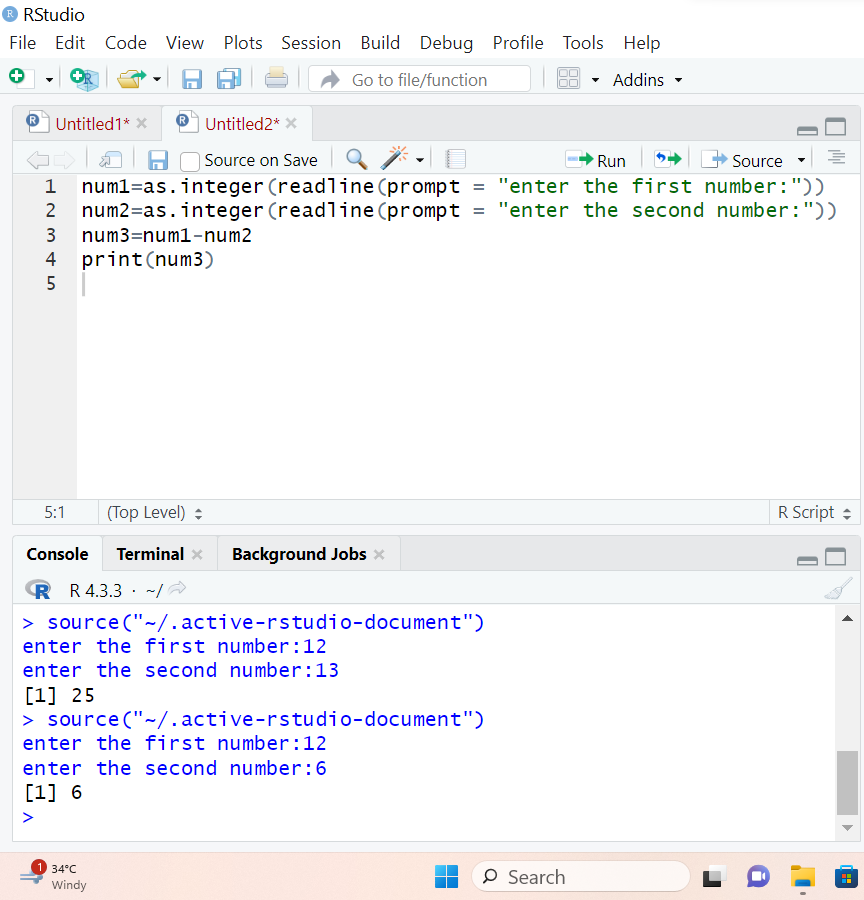 RStudio
File Edit Code View Plots Session Build Debug Profile Tools Help
Go to file/function Addins
Untitled1* Untitled2*
Source on Save Run Source
1 num1=as.integer(readline(prompt = "enter the first number:"))
2 num2=as.integer(readline(prompt = "enter the second number:"))
3 num3=num1-num2
4 print(num3)
5
5:1 (Top Level) R Script
Console Terminal Background Jobs
R R 4.3.3 · ~/
> source("~/.active-rstudio-document")
enter the first number:12
enter the second number:13
[1] 25
> source("~/.active-rstudio-document")
enter the first number:12
enter the second number:6
[1] 6
>
1 34°C
Windy
Search